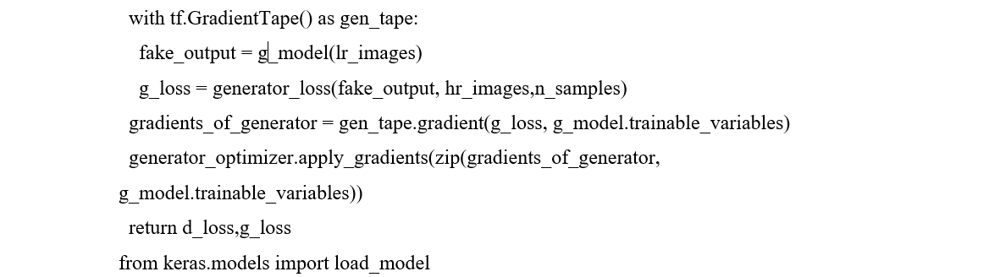 with tf.GradientTape() as gen_tape:
fake_output = g_model(lr_images)
g_loss = generator_loss(fake_output, hr_images,n_samples)
gradients_of_generator = gen_tape.gradient(g_loss, g_model.trainable_variables)
generator_optimizer.apply_gradients(zip(gradients_of_generator,
g_model.trainable_variables))
return d_loss,g_loss
from keras.models import load_model